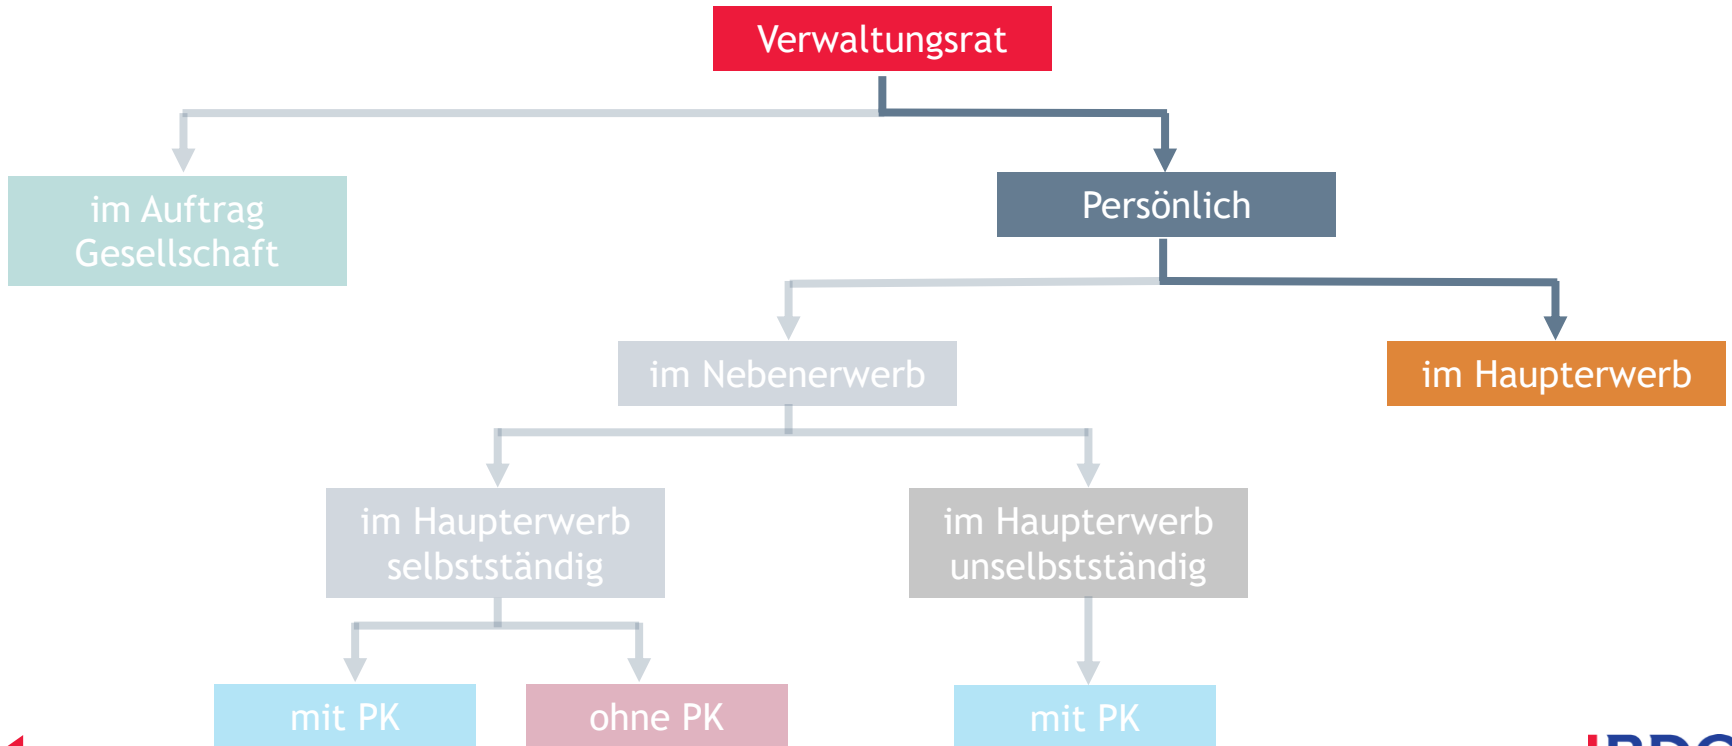 Verwaltungsrat
im Auftrag
Gesellschaft
Persönlich
im Nebenerwerb
im Haupterwerb
im Haupterwerb
selbstständig
im Haupterwerb
unselbstständig
mit PK
ohne PK
mit PK